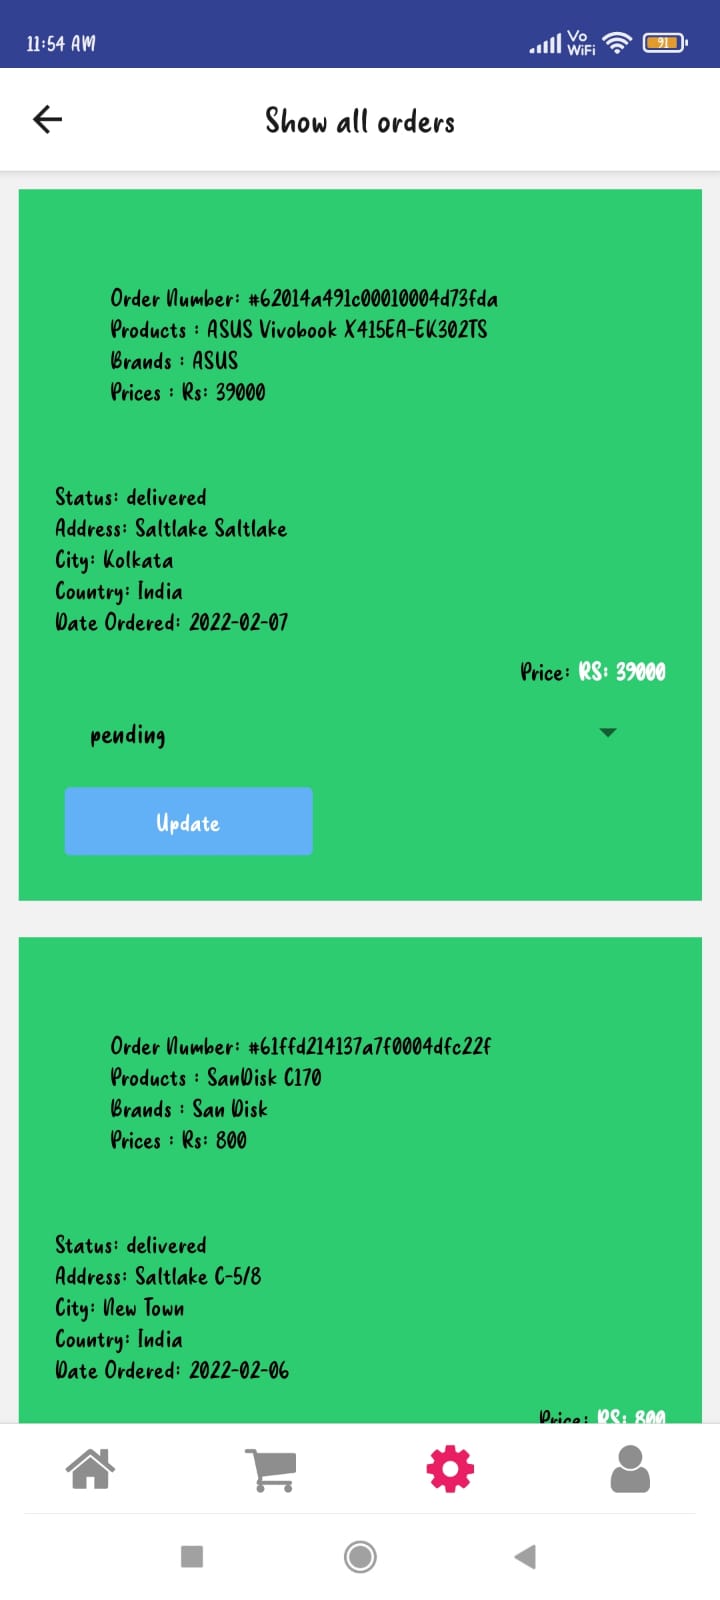 11:54 AM
Vo
WiFi
91
Show all orders
Order Number: #62014a491c00010004d73fda
Products : ASUS Vivobook X415EA-EK302TS
Brands : ASUS
Prices : Rs: 39000
Status: delivered
Address: Saltlake Saltlake
City: Kolkata
Country: India
Date Ordered: 2022-02-07
Price: RS: 39000
pending
Update
Order Number: #61ffd214137a7f0004dfc22f
Products : SanDisk C170
Brands : San Disk
Prices : Rs: 800
Status: delivered
Address: Saltlake C-5/8
City: New Town
Country: India
Date Ordered: 2022-02-06
Price: RS: 800